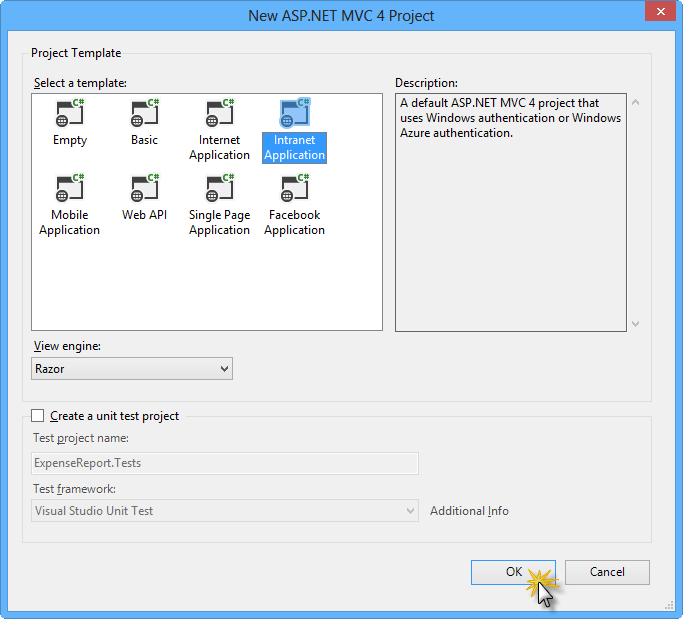 New ASP.NET MVC 4 Project
Project Template
Select a template:
C#
C#
C#
C#
Empty
Basic
Internet
Application
Intranet
Application
C#
C#
C#
C#
Mobile
Application
Web API
Single Page
Application
Facebook
Application
Description:
A default ASP.NET MVC 4 project that
uses Windows authentication or Windows
Azure authentication.
View engine:
Razor
Create a unit test project
Test project name:
ExpenseReport.Tests
Test framework:
Visual Studio Unit Test
Additional Info
OK
Cancel